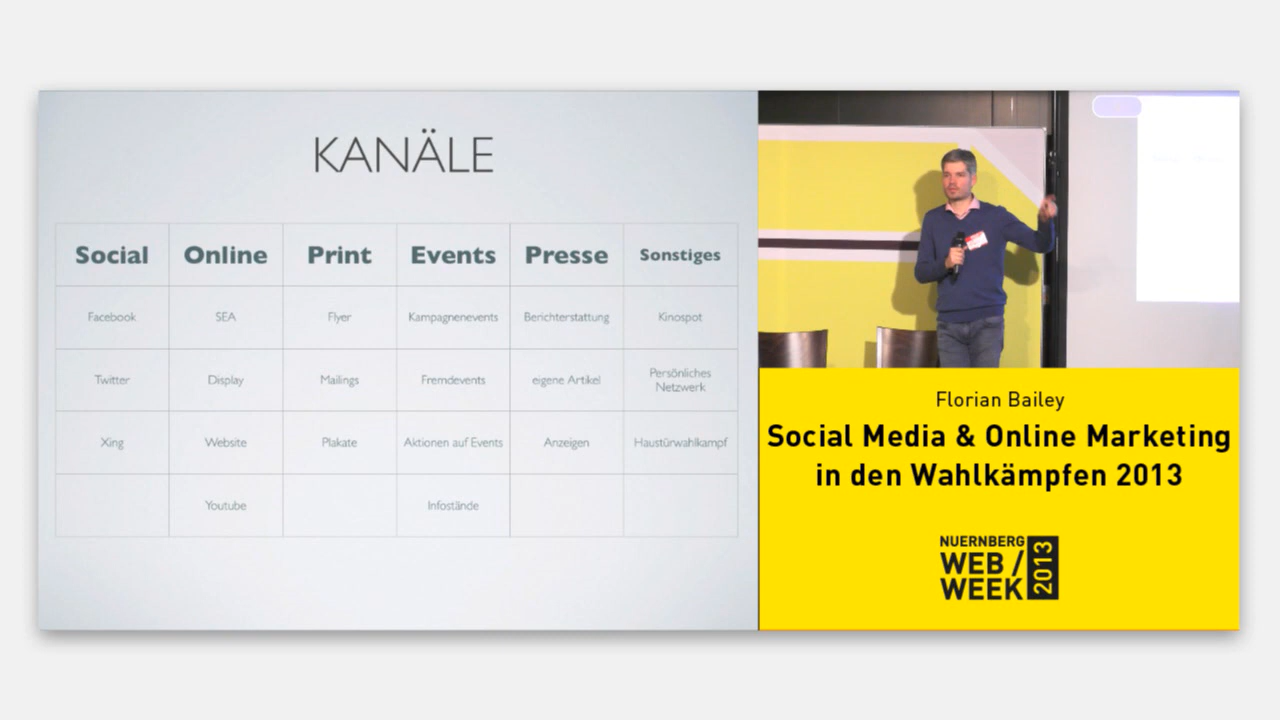 KANÄLE
Social Online Print Events Presse Sonstiges
Facebook SEA Flyer Kampagnenevents Berichterstattung Kinospot
Twitter Display Mailings Fremdevents eigene Artikel Persönliches Netzwerk
Xing Website Plakate Aktionen auf Events Anzeigen Haustürwahlkampf
Youtube Infostände
Florian Bailey
Social Media & Online Marketing
in den Wahlkämpfen 2013
NUERNBERG
WEB /
WEEK
2013